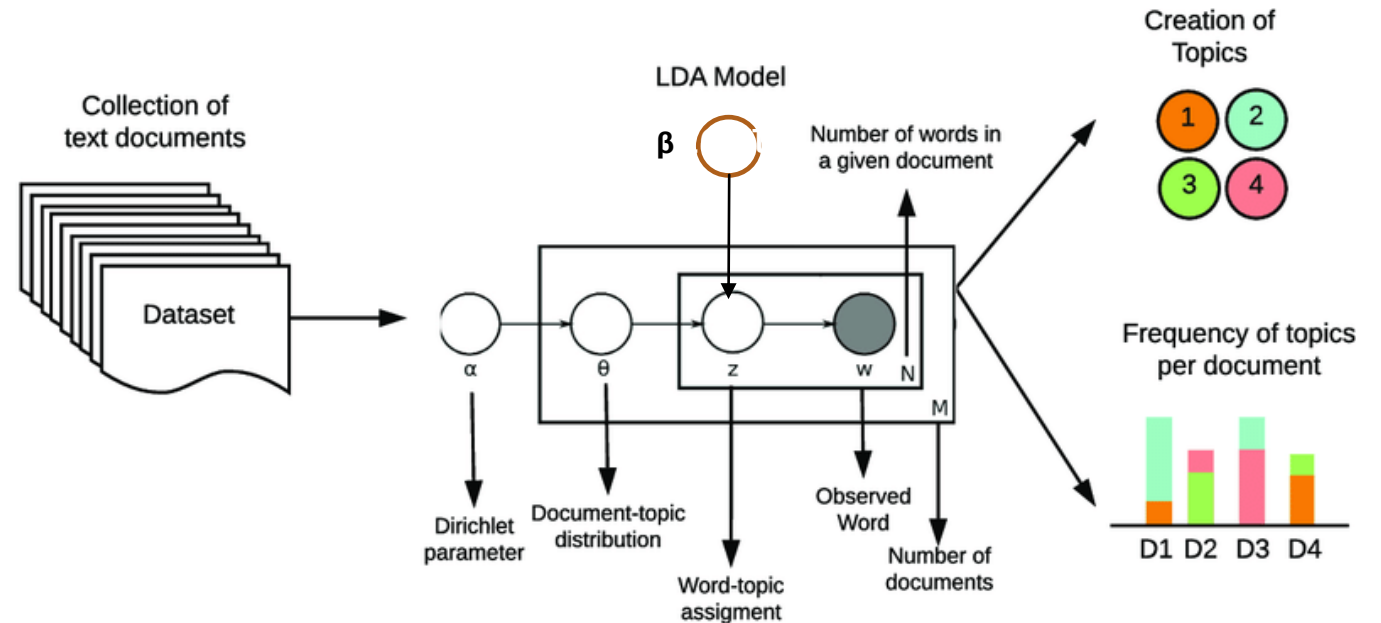 Collection of
text documents
Dataset
LDA Model
β
Number of words in
a given document
α
θ
z
w
N
M
Dirichlet
parameter
Document-topic
distribution
Word-topic
assigment
Observed
Word
Number of
documents
Creation of
Topics
1
2
3
4
Frequency of topics
per document
D1 D2 D3 D4